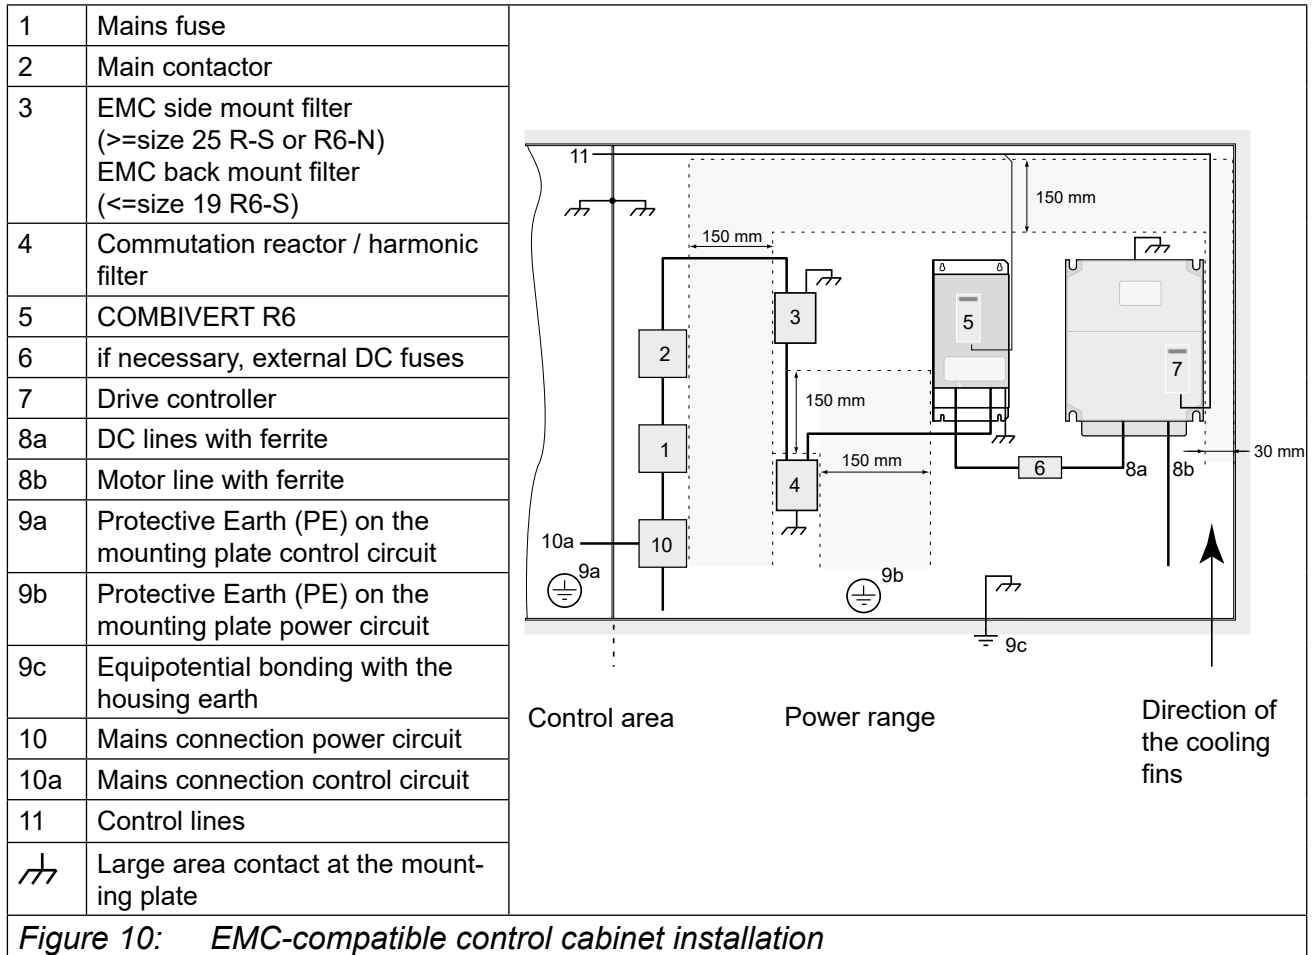 1 Mains fuse
2 Main contactor
3 EMC side mount filter
(>=size 25 R-S or R6-N)
EMC back mount filter
(<=size 19 R6-S)
4 Commutation reactor / harmonic
filter
5 COMBIVERT R6
6 if necessary, external DC fuses
7 Drive controller
8a DC lines with ferrite
8b Motor line with ferrite
9a Protective Earth (PE) on the
mounting plate control circuit
9b Protective Earth (PE) on the
mounting plate power circuit
9c Equipotential bonding with the
housing earth
10 Mains connection power circuit
10a Mains connection control circuit
11 Control lines
Large area contact at the mount-
ing plate
11
150 mm
150 mm
3
5
2
7
150 mm
1
150 mm
30 mm
4
6
8a
8b
10a
10
9a
9b
9c
Control area
Power range
Direction of
the cooling
fins
Figure 10: EMC-compatible control cabinet installation